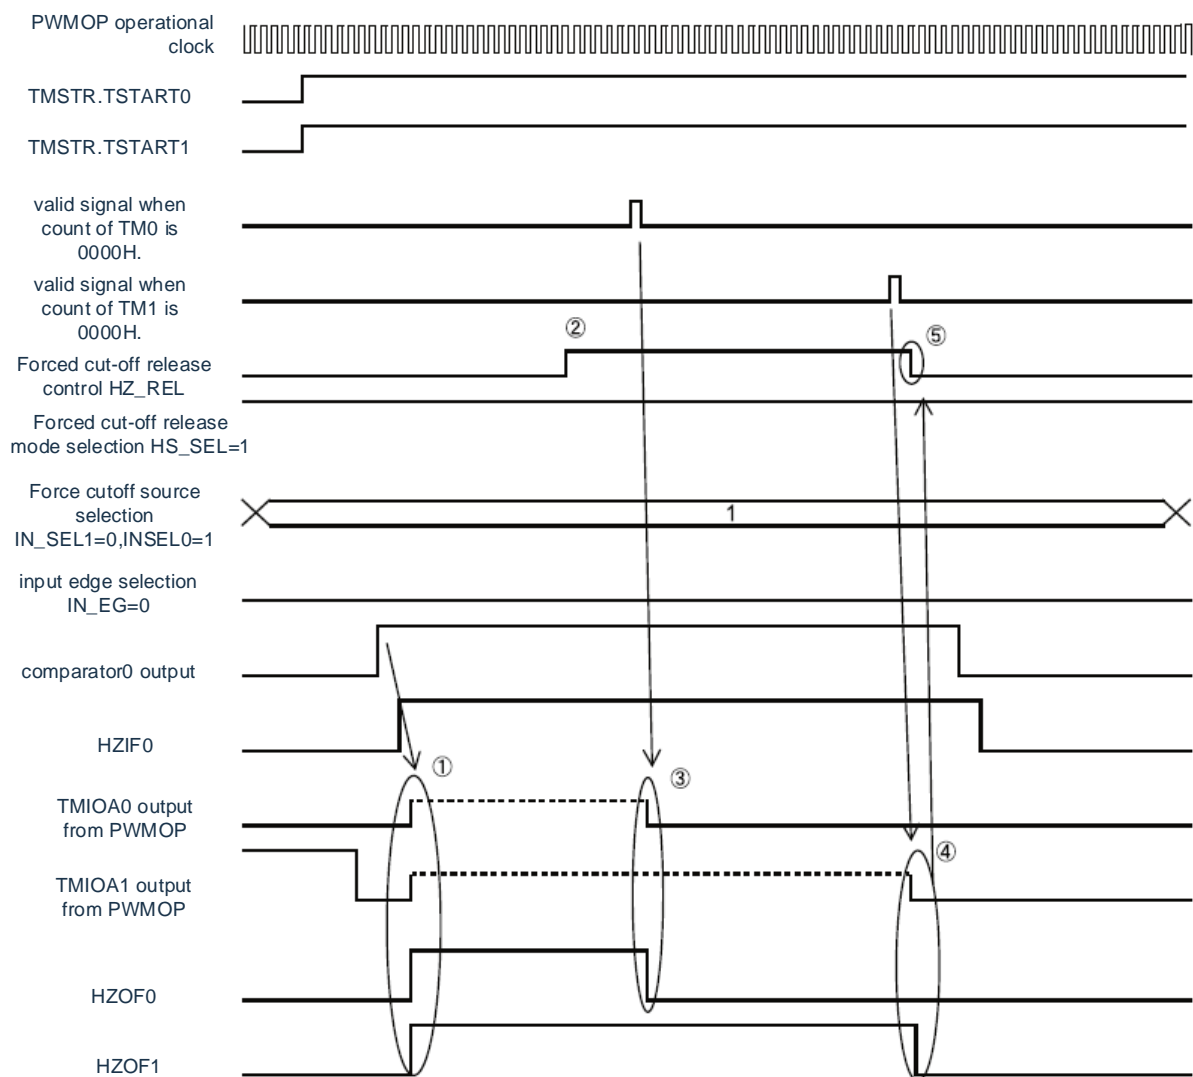 PWMOP operational
clock
TMSTR.TSTART0
TMSTR.TSTART1
valid signal when
count of TM0 is
0000H.
valid signal when
count of TM1 is
0000H.
②
⑤
Forced cut-off release
control HZ_REL
Forced cut-off release
mode selection HS_SEL=1
Force cutoff source
selection
IN_SEL1=0,INSEL0=1
1
input edge selection
IN_EG=0
comparator0 output
HZIF0
①
③
TMIOA0 output
from PWMOP
④
TMIOA1 output
from PWMOP
HZOF0
HZOF1